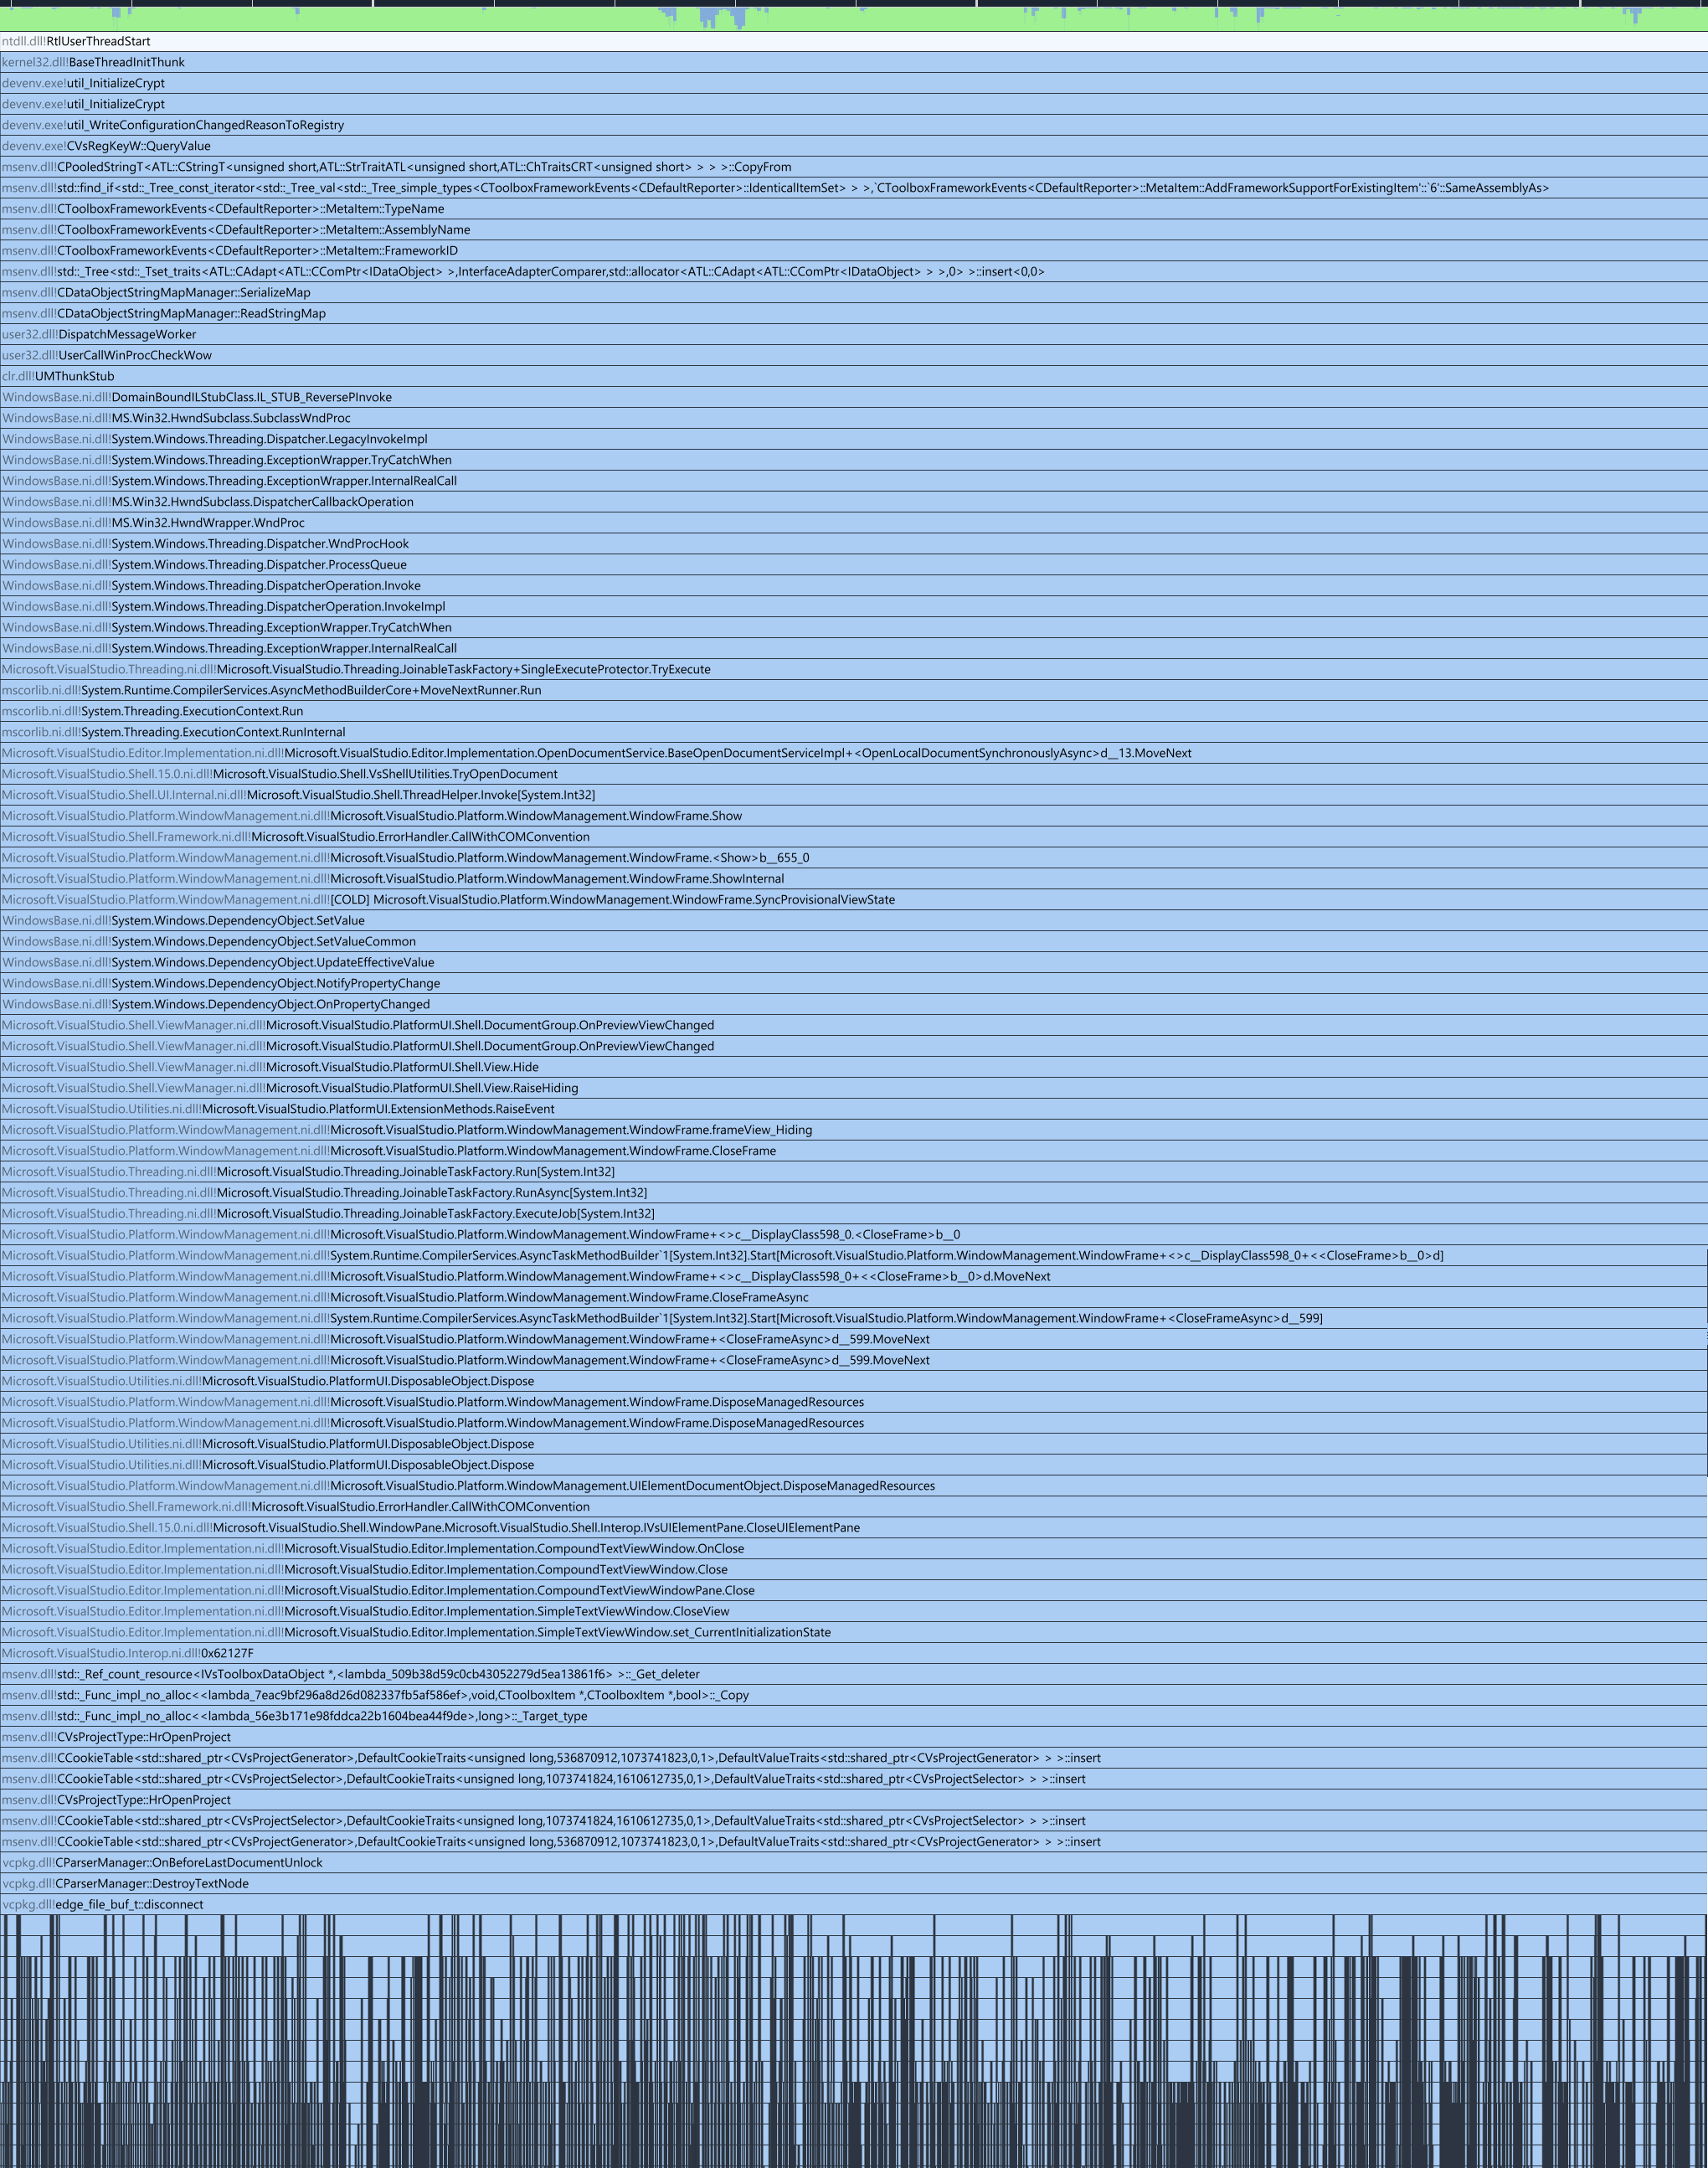 ntdll.dll!RtlUserThreadStart
kernel32.dll!BaseThreadInitThunk
devenv.exe!util_InitializeCrypt
devenv.exe!util_InitializeCrypt
devenv.exe!util_WriteConfigurationChangedReasonToRegistry
devenv.exe!CVsRegKeyW::QueryValue
msenv.dll!CPooledStringT<ATL::CStringT<unsigned short,ATL::StrTraitATL<unsigned short,ATL::ChTraitsCRT<unsigned short> > > >::CopyFrom
msenv.dll!std::find_if<std::_Tree_const_iterator<std::_Tree_val<std::_Tree_simple_types<CToolboxFrameworkEvents<CDefaultReporter>::IdenticalItemSet> > >,`CToolboxFrameworkEvents<CDefaultReporter>::MetaItem::AddFrameworkSupportForExistingItem'::`6'::SameAssemblyAs>
msenv.dll!CToolboxFrameworkEvents<CDefaultReporter>::MetaItem::TypeName
msenv.dll!CToolboxFrameworkEvents<CDefaultReporter>::MetaItem::AssemblyName
msenv.dll!CToolboxFrameworkEvents<CDefaultReporter>::MetaItem::FrameworkID
msenv.dll!std::_Tree<std::_Tset_traits<ATL::CAdapt<ATL::CComPtr<IDataObject> >,InterfaceAdapterComparer,std::allocator<ATL::CAdapt<ATL::CComPtr<IDataObject> > >,0> >::insert<0,0>
msenv.dll!CDataObjectStringMapManager::SerializeMap
msenv.dll!CDataObjectStringMapManager::ReadStringMap
user32.dll!DispatchMessageWorker
user32.dll!UserCallWinProcCheckWow
clr.dll!UMThunkStub
WindowsBase.ni.dll!DomainBoundILStubClass.IL_STUB_ReversePInvoke
WindowsBase.ni.dll!MS.Win32.HwndSubclass.SubclassWndProc
WindowsBase.ni.dll!System.Windows.Threading.Dispatcher.LegacyInvokeImpl
WindowsBase.ni.dll!System.Windows.Threading.ExceptionWrapper.TryCatchWhen
WindowsBase.ni.dll!System.Windows.Threading.ExceptionWrapper.InternalRealCall
WindowsBase.ni.dll!MS.Win32.HwndSubclass.DispatcherCallbackOperation
WindowsBase.ni.dll!MS.Win32.HwndWrapper.WndProc
WindowsBase.ni.dll!System.Windows.Threading.Dispatcher.WndProcHook
WindowsBase.ni.dll!System.Windows.Threading.Dispatcher.ProcessQueue
WindowsBase.ni.dll!System.Windows.Threading.DispatcherOperation.Invoke
WindowsBase.ni.dll!System.Windows.Threading.DispatcherOperation.InvokeImpl
WindowsBase.ni.dll!System.Windows.Threading.ExceptionWrapper.TryCatchWhen
WindowsBase.ni.dll!System.Windows.Threading.ExceptionWrapper.InternalRealCall
Microsoft.VisualStudio.Threading.ni.dll!Microsoft.VisualStudio.Threading.JoinableTaskFactory+SingleExecuteProtector.TryExecute
mscorlib.ni.dll!System.Runtime.CompilerServices.AsyncMethodBuilderCore+MoveNextRunner.Run
mscorlib.ni.dll!System.Threading.ExecutionContext.Run
mscorlib.ni.dll!System.Threading.ExecutionContext.RunInternal
Microsoft.VisualStudio.Editor.Implementation.ni.dll!Microsoft.VisualStudio.Editor.Implementation.OpenDocumentService.BaseOpenDocumentServiceImpl+<OpenLocalDocumentSynchronouslyAsync>d__13.MoveNext
Microsoft.VisualStudio.Shell.15.0.ni.dll!Microsoft.VisualStudio.Shell.VsShellUtilities.TryOpenDocument
Microsoft.VisualStudio.Shell.UI.Internal.ni.dll!Microsoft.VisualStudio.Shell.ThreadHelper.Invoke[System.Int32]
Microsoft.VisualStudio.Platform.WindowManagement.ni.dll!Microsoft.VisualStudio.Platform.WindowManagement.WindowFrame.Show
Microsoft.VisualStudio.Shell.Framework.ni.dll!Microsoft.VisualStudio.ErrorHandler.CallWithCOMConvention
Microsoft.VisualStudio.Platform.WindowManagement.ni.dll!Microsoft.VisualStudio.Platform.WindowManagement.WindowFrame.<Show>b__655_0
Microsoft.VisualStudio.Platform.WindowManagement.ni.dll!Microsoft.VisualStudio.Platform.WindowManagement.WindowFrame.ShowInternal
Microsoft.VisualStudio.Platform.WindowManagement.ni.dll![COLD] Microsoft.VisualStudio.Platform.WindowManagement.WindowFrame.SyncProvisionalViewState
WindowsBase.ni.dll!System.Windows.DependencyObject.SetValue
WindowsBase.ni.dll!System.Windows.DependencyObject.SetValueCommon
WindowsBase.ni.dll!System.Windows.DependencyObject.UpdateEffectiveValue
WindowsBase.ni.dll!System.Windows.DependencyObject.NotifyPropertyChange
WindowsBase.ni.dll!System.Windows.DependencyObject.OnPropertyChanged
Microsoft.VisualStudio.Shell.ViewManager.ni.dll!Microsoft.VisualStudio.PlatformUI.Shell.DocumentGroup.OnPreviewViewChanged
Microsoft.VisualStudio.Shell.ViewManager.ni.dll!Microsoft.VisualStudio.PlatformUI.Shell.DocumentGroup.OnPreviewViewChanged
Microsoft.VisualStudio.Shell.ViewManager.ni.dll!Microsoft.VisualStudio.PlatformUI.Shell.View.Hide
Microsoft.VisualStudio.Shell.ViewManager.ni.dll!Microsoft.VisualStudio.PlatformUI.Shell.View.RaiseHiding
Microsoft.VisualStudio.Utilities.ni.dll!Microsoft.VisualStudio.PlatformUI.ExtensionMethods.RaiseEvent
Microsoft.VisualStudio.Platform.WindowManagement.ni.dll!Microsoft.VisualStudio.Platform.WindowManagement.WindowFrame.frameView_Hiding
Microsoft.VisualStudio.Platform.WindowManagement.ni.dll!Microsoft.VisualStudio.Platform.WindowManagement.WindowFrame.CloseFrame
Microsoft.VisualStudio.Threading.ni.dll!Microsoft.VisualStudio.Threading.JoinableTaskFactory.Run[System.Int32]
Microsoft.VisualStudio.Threading.ni.dll!Microsoft.VisualStudio.Threading.JoinableTaskFactory.RunAsync[System.Int32]
Microsoft.VisualStudio.Threading.ni.dll!Microsoft.VisualStudio.Threading.JoinableTaskFactory.ExecuteJob[System.Int32]
Microsoft.VisualStudio.Platform.WindowManagement.ni.dll!Microsoft.VisualStudio.Platform.WindowManagement.WindowFrame+<>c__DisplayClass598_0.<CloseFrame>b__0
Microsoft.VisualStudio.Platform.WindowManagement.ni.dll!System.Runtime.CompilerServices.AsyncTaskMethodBuilder`1[System.Int32].Start[Microsoft.VisualStudio.Platform.WindowManagement.WindowFrame+<>c__DisplayClass598_0+<<CloseFrame>b__0>d]
Microsoft.VisualStudio.Platform.WindowManagement.ni.dll!Microsoft.VisualStudio.Platform.WindowManagement.WindowFrame+<>c__DisplayClass598_0+<<CloseFrame>b__0>d.MoveNext
Microsoft.VisualStudio.Platform.WindowManagement.ni.dll!Microsoft.VisualStudio.Platform.WindowManagement.WindowFrame.CloseFrameAsync
Microsoft.VisualStudio.Platform.WindowManagement.ni.dll!System.Runtime.CompilerServices.AsyncTaskMethodBuilder`1[System.Int32].Start[Microsoft.VisualStudio.Platform.WindowManagement.WindowFrame+<CloseFrameAsync>d__599]
Microsoft.VisualStudio.Platform.WindowManagement.ni.dll!Microsoft.VisualStudio.Platform.WindowManagement.WindowFrame+<CloseFrameAsync>d__599.MoveNext
Microsoft.VisualStudio.Platform.WindowManagement.ni.dll!Microsoft.VisualStudio.Platform.WindowManagement.WindowFrame+<CloseFrameAsync>d__599.MoveNext
Microsoft.VisualStudio.Utilities.ni.dll!Microsoft.VisualStudio.PlatformUI.DisposableObject.Dispose
Microsoft.VisualStudio.Platform.WindowManagement.ni.dll!Microsoft.VisualStudio.Platform.WindowManagement.WindowFrame.DisposeManagedResources
Microsoft.VisualStudio.Platform.WindowManagement.ni.dll!Microsoft.VisualStudio.Platform.WindowManagement.WindowFrame.DisposeManagedResources
Microsoft.VisualStudio.Utilities.ni.dll!Microsoft.VisualStudio.PlatformUI.DisposableObject.Dispose
Microsoft.VisualStudio.Utilities.ni.dll!Microsoft.VisualStudio.PlatformUI.DisposableObject.Dispose
Microsoft.VisualStudio.Platform.WindowManagement.ni.dll!Microsoft.VisualStudio.Platform.WindowManagement.UIElementDocumentObject.DisposeManagedResources
Microsoft.VisualStudio.Shell.Framework.ni.dll!Microsoft.VisualStudio.ErrorHandler.CallWithCOMConvention
Microsoft.VisualStudio.Shell.15.0.ni.dll!Microsoft.VisualStudio.Shell.WindowPane.Microsoft.VisualStudio.Shell.Interop.IVsUIElementPane.CloseUIElementPane
Microsoft.VisualStudio.Editor.Implementation.ni.dll!Microsoft.VisualStudio.Editor.Implementation.CompoundTextViewWindow.OnClose
Microsoft.VisualStudio.Editor.Implementation.ni.dll!Microsoft.VisualStudio.Editor.Implementation.CompoundTextViewWindow.Close
Microsoft.VisualStudio.Editor.Implementation.ni.dll!Microsoft.VisualStudio.Editor.Implementation.CompoundTextViewWindowPane.Close
Microsoft.VisualStudio.Editor.Implementation.ni.dll!Microsoft.VisualStudio.Editor.Implementation.SimpleTextViewWindow.CloseView
Microsoft.VisualStudio.Editor.Implementation.ni.dll!Microsoft.VisualStudio.Editor.Implementation.SimpleTextViewWindow.set_CurrentInitializationState
Microsoft.VisualStudio.Interop.ni.dll!0x62127F
msenv.dll!std::_Ref_count_resource<IVsToolboxDataObject *,<lambda_509b38d59c0cb43052279d5ea13861f6> >::_Get_deleter
msenv.dll!std::_Func_impl_no_alloc<<lambda_7eac9bf296a8d26d082337fb5af586ef>,void,CToolboxItem *,CToolboxItem *,bool>::_Copy
msenv.dll!std::_Func_impl_no_alloc<<lambda_56e3b171e98fddca22b1604bea44f9de>,long>::_Target_type
msenv.dll!CVsProjectType::HrOpenProject
msenv.dll!CCookieTable<std::shared_ptr<CVsProjectGenerator>,DefaultCookieTraits<unsigned long,536870912,1073741823,0,1>,DefaultValueTraits<std::shared_ptr<CVsProjectGenerator> > >::insert
msenv.dll!CCookieTable<std::shared_ptr<CVsProjectSelector>,DefaultCookieTraits<unsigned long,1073741824,1610612735,0,1>,DefaultValueTraits<std::shared_ptr<CVsProjectSelector> > >::insert
msenv.dll!CVsProjectType::HrOpenProject
msenv.dll!CCookieTable<std::shared_ptr<CVsProjectSelector>,DefaultCookieTraits<unsigned long,1073741824,1610612735,0,1>,DefaultValueTraits<std::shared_ptr<CVsProjectSelector> > >::insert
msenv.dll!CCookieTable<std::shared_ptr<CVsProjectGenerator>,DefaultCookieTraits<unsigned long,536870912,1073741823,0,1>,DefaultValueTraits<std::shared_ptr<CVsProjectGenerator> > >::insert
vcpkg.dll!CParserManager::OnBeforeLastDocumentUnlock
vcpkg.dll!CParserManager::DestroyTextNode
vcpkg.dll!edge_file_buf_t::disconnect